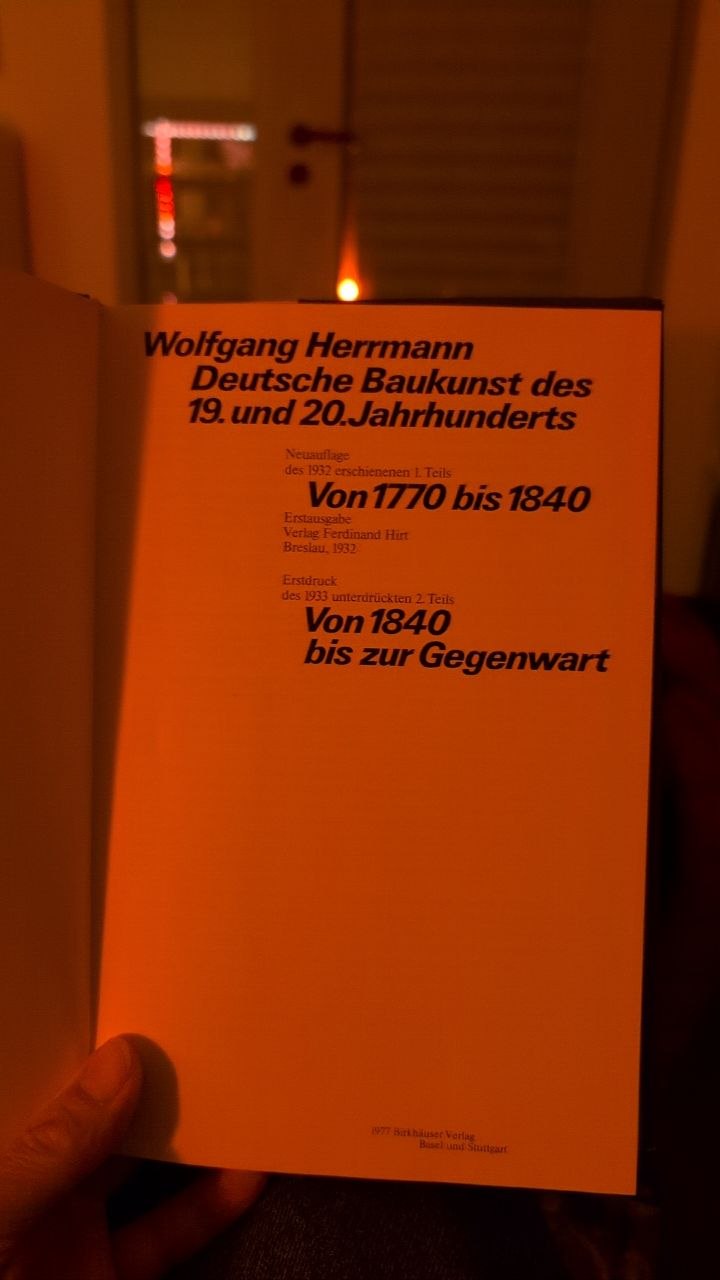 Wolfgang Herrmann
Deutsche Baukunst des
19. und 20. Jahrhunderts
Neuauflage
des 1932 erschienenen 1. Teils
Von 1770 bis 1840
Erstausgabe
Verlag Ferdinand Hirt
Breslau, 1932
Erstdruck
des 1933 unterdrückten 2. Teils
Von 1840
bis zur Gegenwart
1977 Birkhäuser Verlag
Basel und Stuttgart